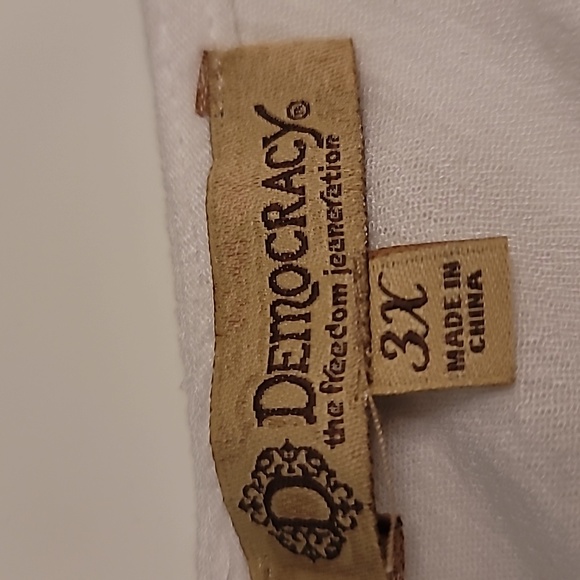 D
DEMOCRACY®
the freedom jeaneration
3X
MADE IN
CHINA